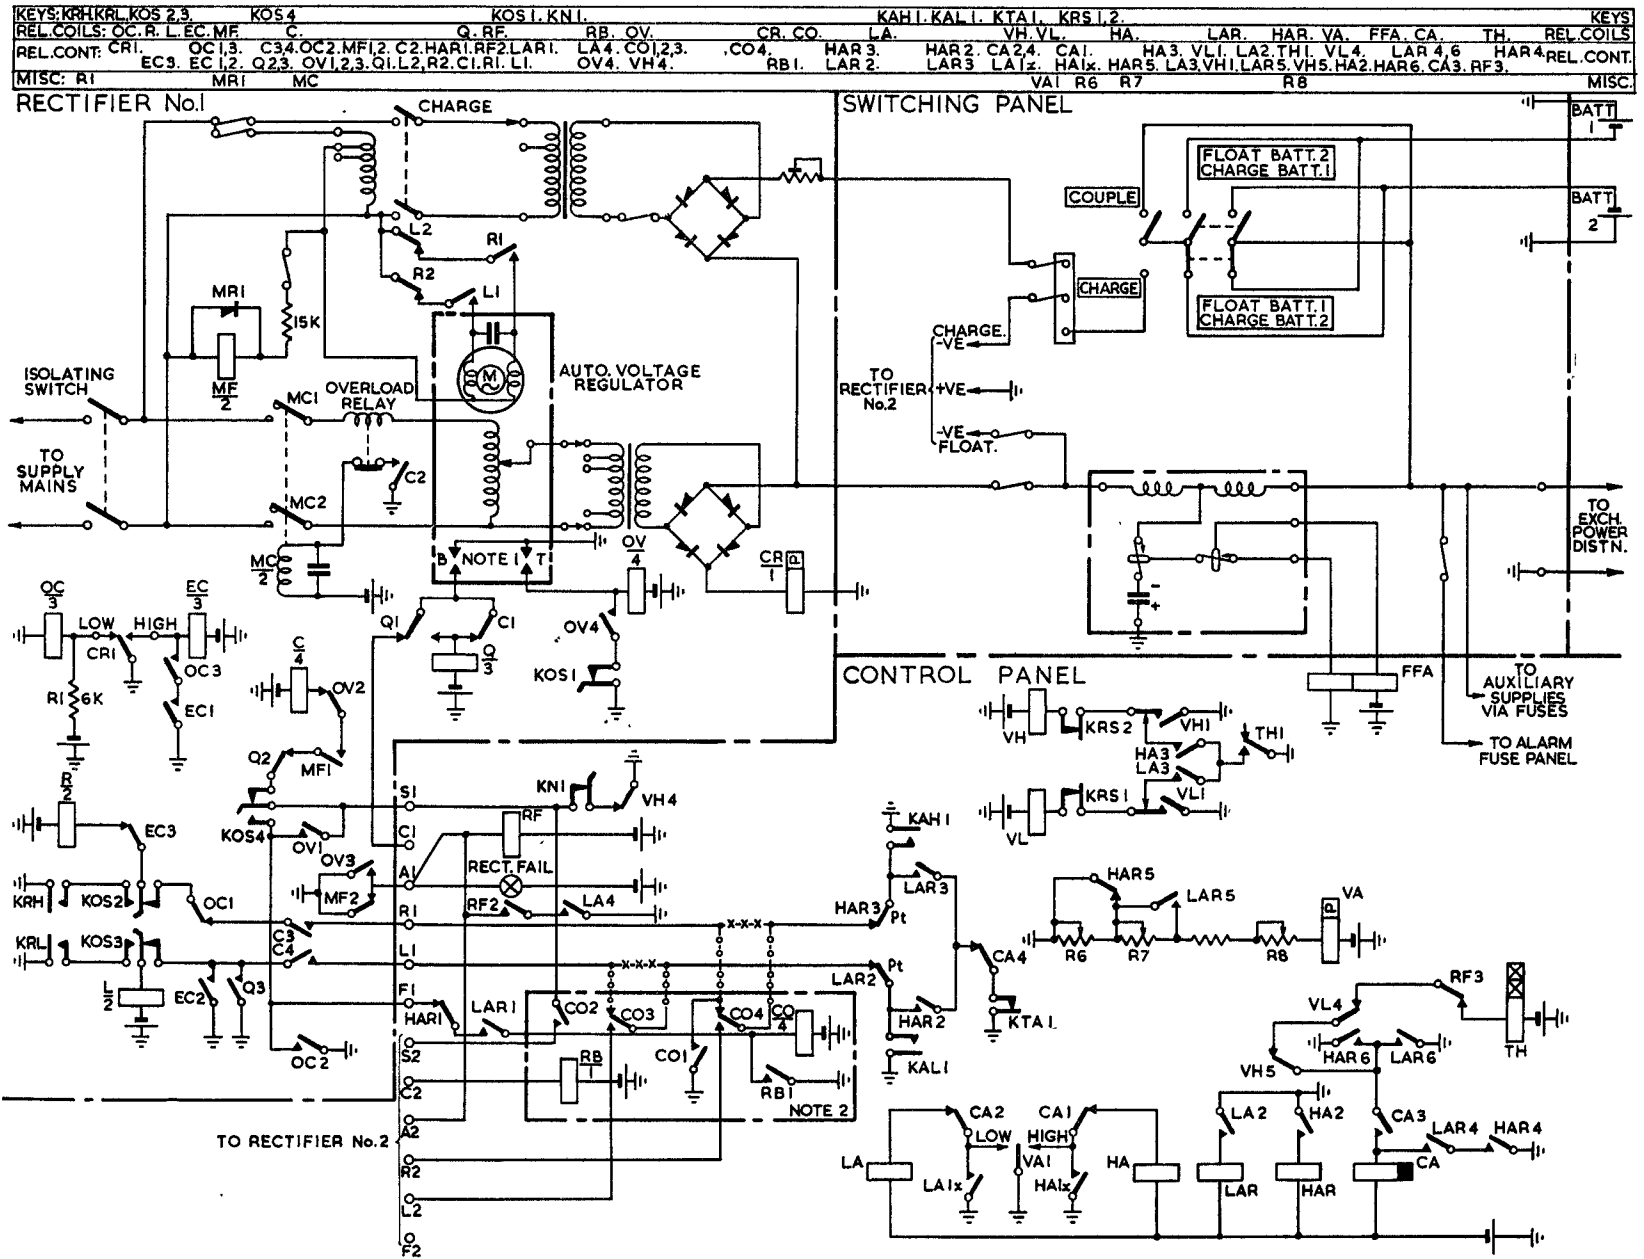 KEYS: KRH.KRL.KOS 2,3. KOS 4 KOS 1. KN 1. KAH 1. KAL 1. KTA 1. KRS 1,2. KEYS
REL.COILS: OC. R. L. EC. MF. C. Q. RF. RB. OV. CR. CO. LA. VH. VL. HA. LAR. HAR. VA. FFA. CA. TH. REL.COILS
REL.CONT: CR1. OC 1,3. C3,4.OC2.MF1,2. C2.HAR1.RF2.LAR1. LA4. CO1,2,3. CO4. HAR 3. HAR 2. CA2,4. CA1. HA3. VL1. LA2.TH1. VL4. LAR 4,6 HAR 4. REL.CONT.
EC3. EC1,2. Q2,3. OV1,2,3.Q1.L2,R2.C1.R1. L1. OV4. VH4. RB1. LAR 2. LAR3 LA1x. HA1x. HAR5. LA3,VH1,LAR5.VH5.HA2.HAR6.CA3.RF3.
MISC: R1 MR1 MC VA1 R6 R7 R8 MISC.
RECTIFIER No.1
SWITCHING PANEL
CHARGE
BATT 1
FLOAT BATT. 2
CHARGE BATT. 1
COUPLE
BATT 2
L2
R1
R2
L1
MR1
15K
CHARGE
FLOAT BATT. 1
CHARGE BATT. 2
CHARGE.
-VE
M
AUTO. VOLTAGE
REGULATOR
ISOLATING
SWITCH
MF
2
OVERLOAD
RELAY
MC1
TO
RECTIFIER
No.2
+VE
-VE
FLOAT.
TO
SUPPLY
MAINS
C2
MC2
TO
EXCH.
POWER
DISTN.
MC
2
B NOTE 1 T
OV
4
CR
1
P
OC
3
EC
3
LOW HIGH
CR1
Q1
C1
OV4
OC3
C
4
OV2
Q
3
KOS1
CONTROL PANEL
FFA
TO
AUXILIARY
SUPPLIES
VIA FUSES
R1 6K
EC1
VH
KRS2
VH1
TH1
HA3
LA3
TO ALARM
FUSE PANEL
Q2
MF1
R
2
S1
KN1
VH4
VL
KRS1
VL1
KOS4
EC3
OV1
C1
RF
KAH1
OV3
A1
RECT. FAIL
LAR3
HAR5
KRH
KOS2
OC1
MF2
RF2
LA4
LAR5
P
VA
R1
x-x-x
HAR3
Pt
C3
KRL
KOS3
C4
L1
x-x-x
R6
R7
R8
CA4
Pt
LAR2
RF3
L
2
EC2
Q3
F1
HAR1
LAR1
CO2
CO3
CO4
CO
4
HAR2
KTA1
VL4
OC2
S2
CO1
RB
1
HAR6
LAR6
TH
C2
RB1
KAL1
VH5
NOTE 2
TO RECTIFIER No.2
A2
CA2
CA1
LA2
HA2
CA3
LAR4
HAR4
LOW
HIGH
R2
LA
LA1x
VA1
HA1x
HA
LAR
HAR
CA
L2
F2